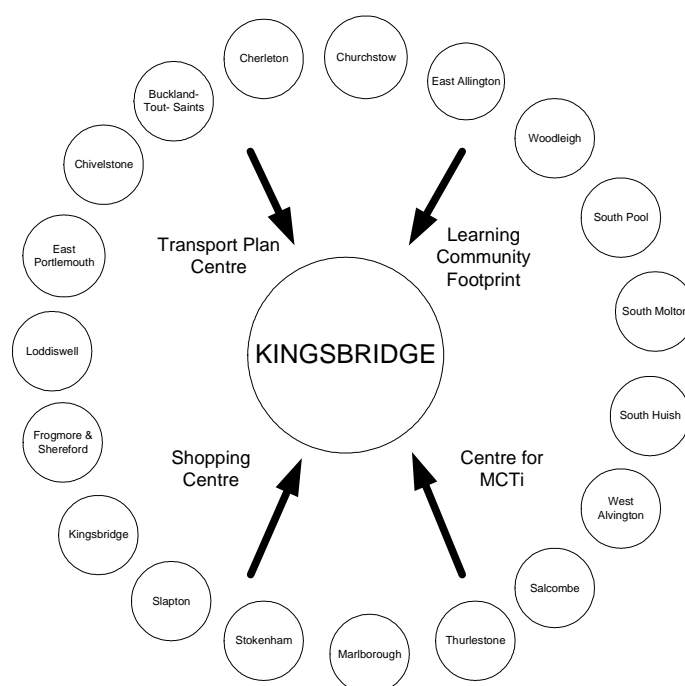 Cherleton
Churchstow
East Allington
Buckland-
Tout- Saints
Woodleigh
Chivelstone
South Pool
East
Portlemouth
Transport Plan
Centre
Learning
Community
Footprint
South Molton
Loddiswell
KINGSBRIDGE
South Huish
Frogmore &
Shereford
Shopping
Centre
Centre for
MCTi
West
Alvington
Kingsbridge
Salcombe
Slapton
Stokenham
Marlborough
Thurlestone